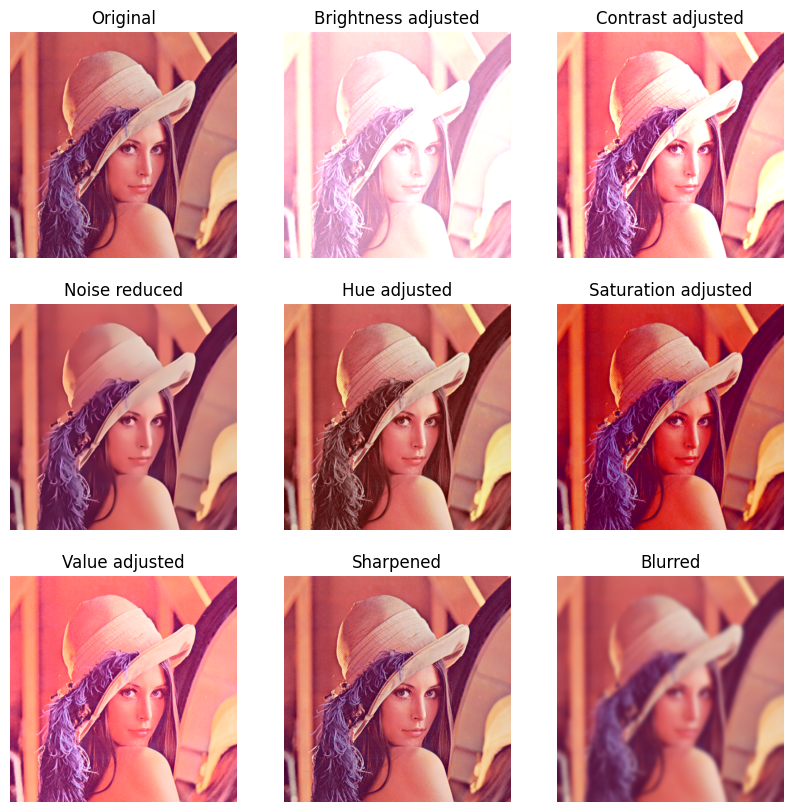 Original
Brightness adjusted
Contrast adjusted
Noise reduced
Hue adjusted
Saturation adjusted
Value adjusted
Sharpened
Blurred